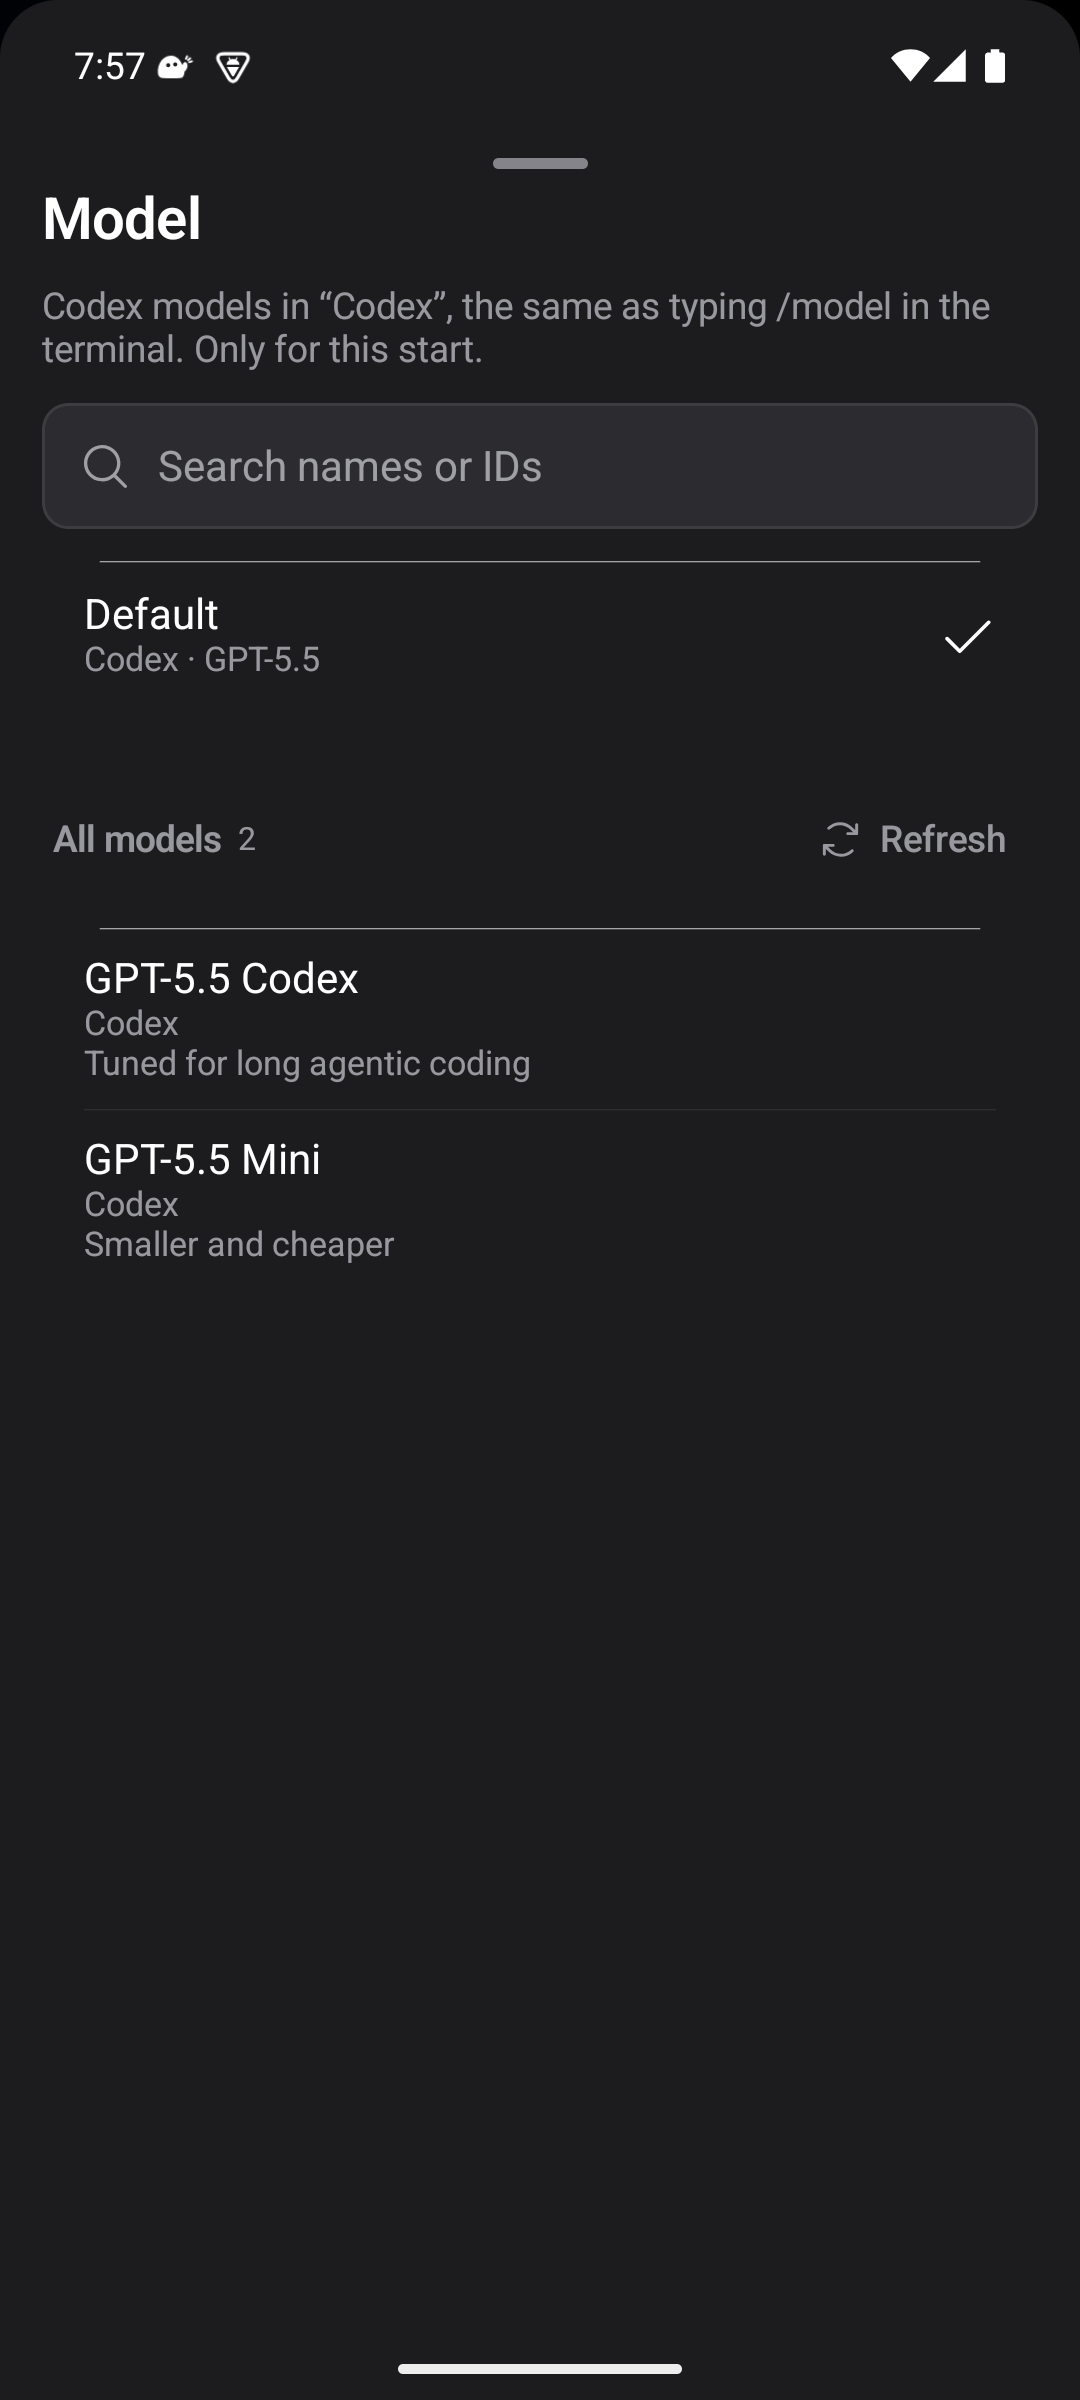 7:57
Model
Codex models in “Codex”, the same as typing /model in the
terminal. Only for this start.
Search names or IDs
Default
Codex · GPT-5.5
All models 2
Refresh
GPT-5.5 Codex
Codex
Tuned for long agentic coding
GPT-5.5 Mini
Codex
Smaller and cheaper